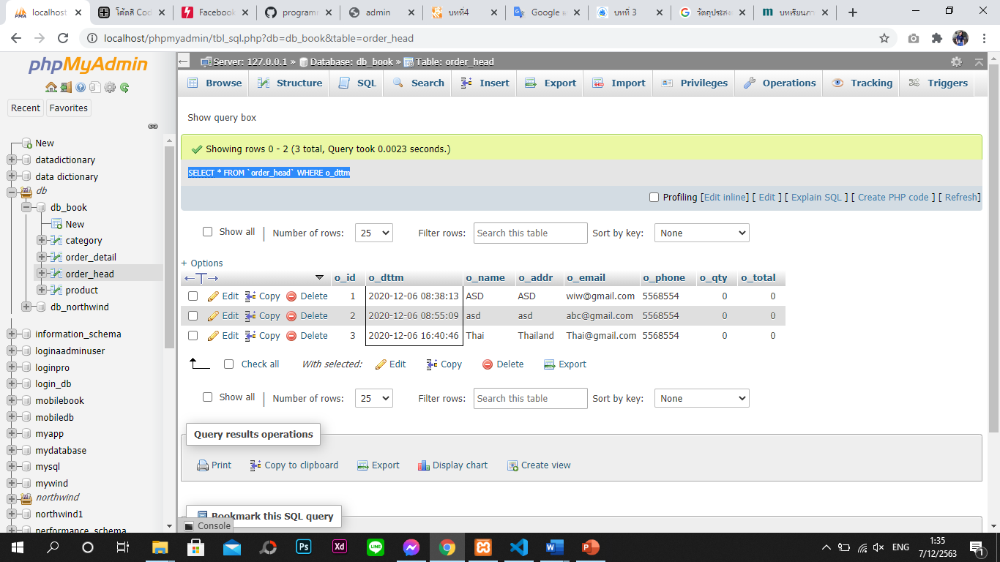 localhost
โค้ดสิ Cod
Facebook
programm
admin
บทที่4
Google แ
บทที่ 3
วัตถุประสง
บทเรียนภา
localhost/phpmyadmin/tbl_sql.php?db=db_book&table=order_head
phpMyAdmin
Recent Favorites
New
datadictionary
data dictionary
db
db_book
New
category
order_detail
order_head
product
db_northwind
information_schema
loginaadminuser
loginpro
login_db
mobilebook
mobiledb
myapp
mydatabase
mysql
mywind
northwind
northwind1
performance_schema
Server: 127.0.0.1 » Database: db_book » Table: order_head
Browse Structure SQL Search Insert Export Import Privileges Operations Tracking Triggers
Show query box
Showing rows 0 - 2 (3 total, Query took 0.0023 seconds.)
SELECT * FROM `order_head` WHERE o_dttm
Profiling [Edit inline] [ Edit ] [ Explain SQL ] [ Create PHP code ] [ Refresh]
Show all | Number of rows: 25 Filter rows: Search this table Sort by key: None
+ Options
←T→ o_id o_dttm o_name o_addr o_email o_phone o_qty o_total
Edit Copy Delete 1 2020-12-06 08:38:13 ASD ASD wiw@gmail.com 5568554 0 0
Edit Copy Delete 2 2020-12-06 08:55:09 asd asd abc@gmail.com 5568554 0 0
Edit Copy Delete 3 2020-12-06 16:40:46 Thai Thailand Thai@gmail.com 5568554 0 0
Check all With selected: Edit Copy Delete Export
Show all | Number of rows: 25 Filter rows: Search this table Sort by key: None
Query results operations
Print Copy to clipboard Export Display chart Create view
Bookmark this SQL query
Console
Ps
Xd
LINE
ENG
1:35
7/12/2563
1